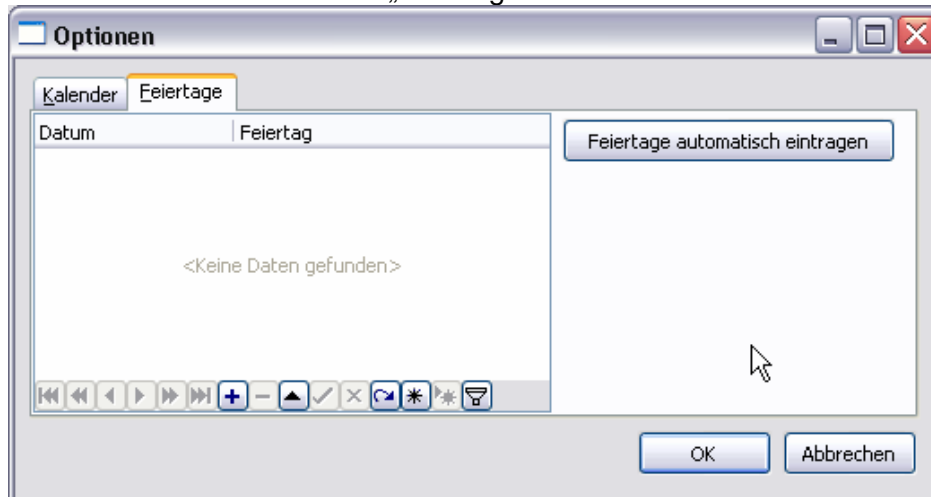 Optionen
Kalender Feiertage
Datum Feiertag
Feiertage automatisch eintragen
<Keine Daten gefunden>
OK Abbrechen